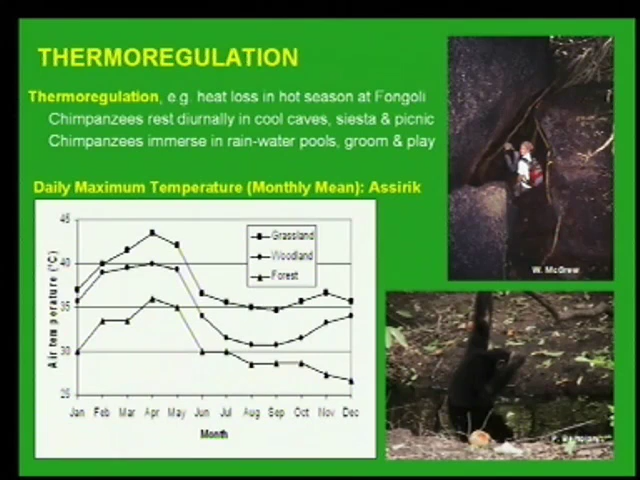 THERMOREGULATION
Thermoregulation, e.g. heat loss in hot season at Fongoli
Chimpanzees rest diurnally in cool caves, siesta & picnic
Chimpanzees immerse in rain-water pools, groom & play
Daily Maximum Temperature (Monthly Mean): Assirik
45
40
35
30
25
Air temperature (°C)
Grassland
Woodland
Forest
Jan Feb Mar Apr May Jun Jul Aug Sep Oct Nov Dec
Month
W. McGrew